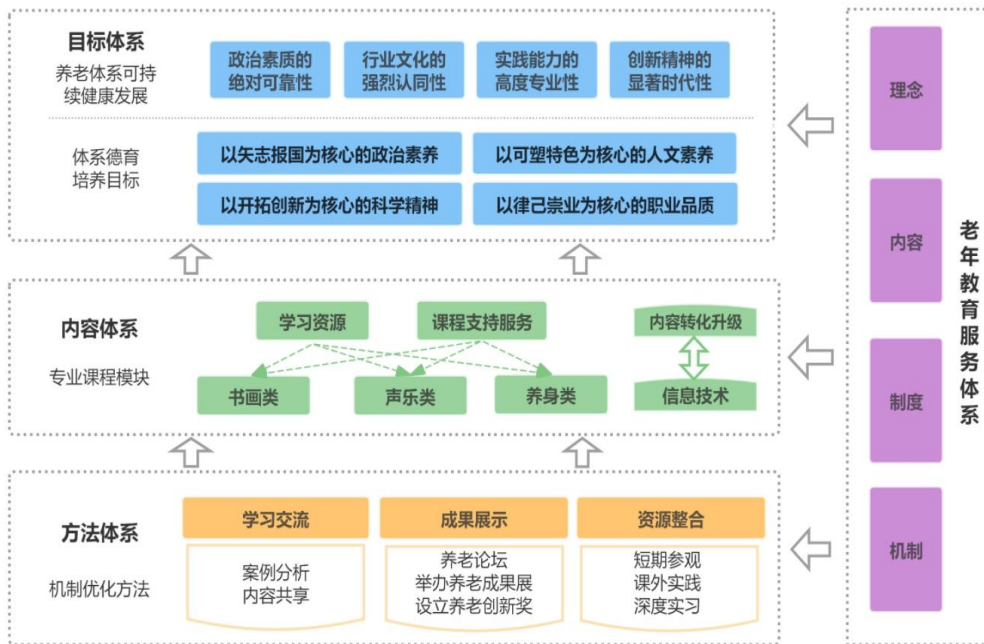 目标体系
养老体系可持
续健康发展
政治素质的
绝对可靠性
行业文化的
强烈认同性
实践能力的
高度专业性
创新精神的
显著时代性
体系德育
培养目标
以矢志报国为核心的政治素养
以可塑特色为核心的人文素养
以开拓创新为核心的科学精神
以律己崇业为核心的职业品质
内容体系
专业课程模块
学习资源
课程支持服务
内容转化升级
书画类
声乐类
养身类
信息技术
方法体系
机制优化方法
学习交流
成果展示
资源整合
案例分析
内容共享
养老论坛
举办养老成果展
设立养老创新奖
短期参观
课外实践
深度实习
理念
内容
制度
机制
老年教育服务体系